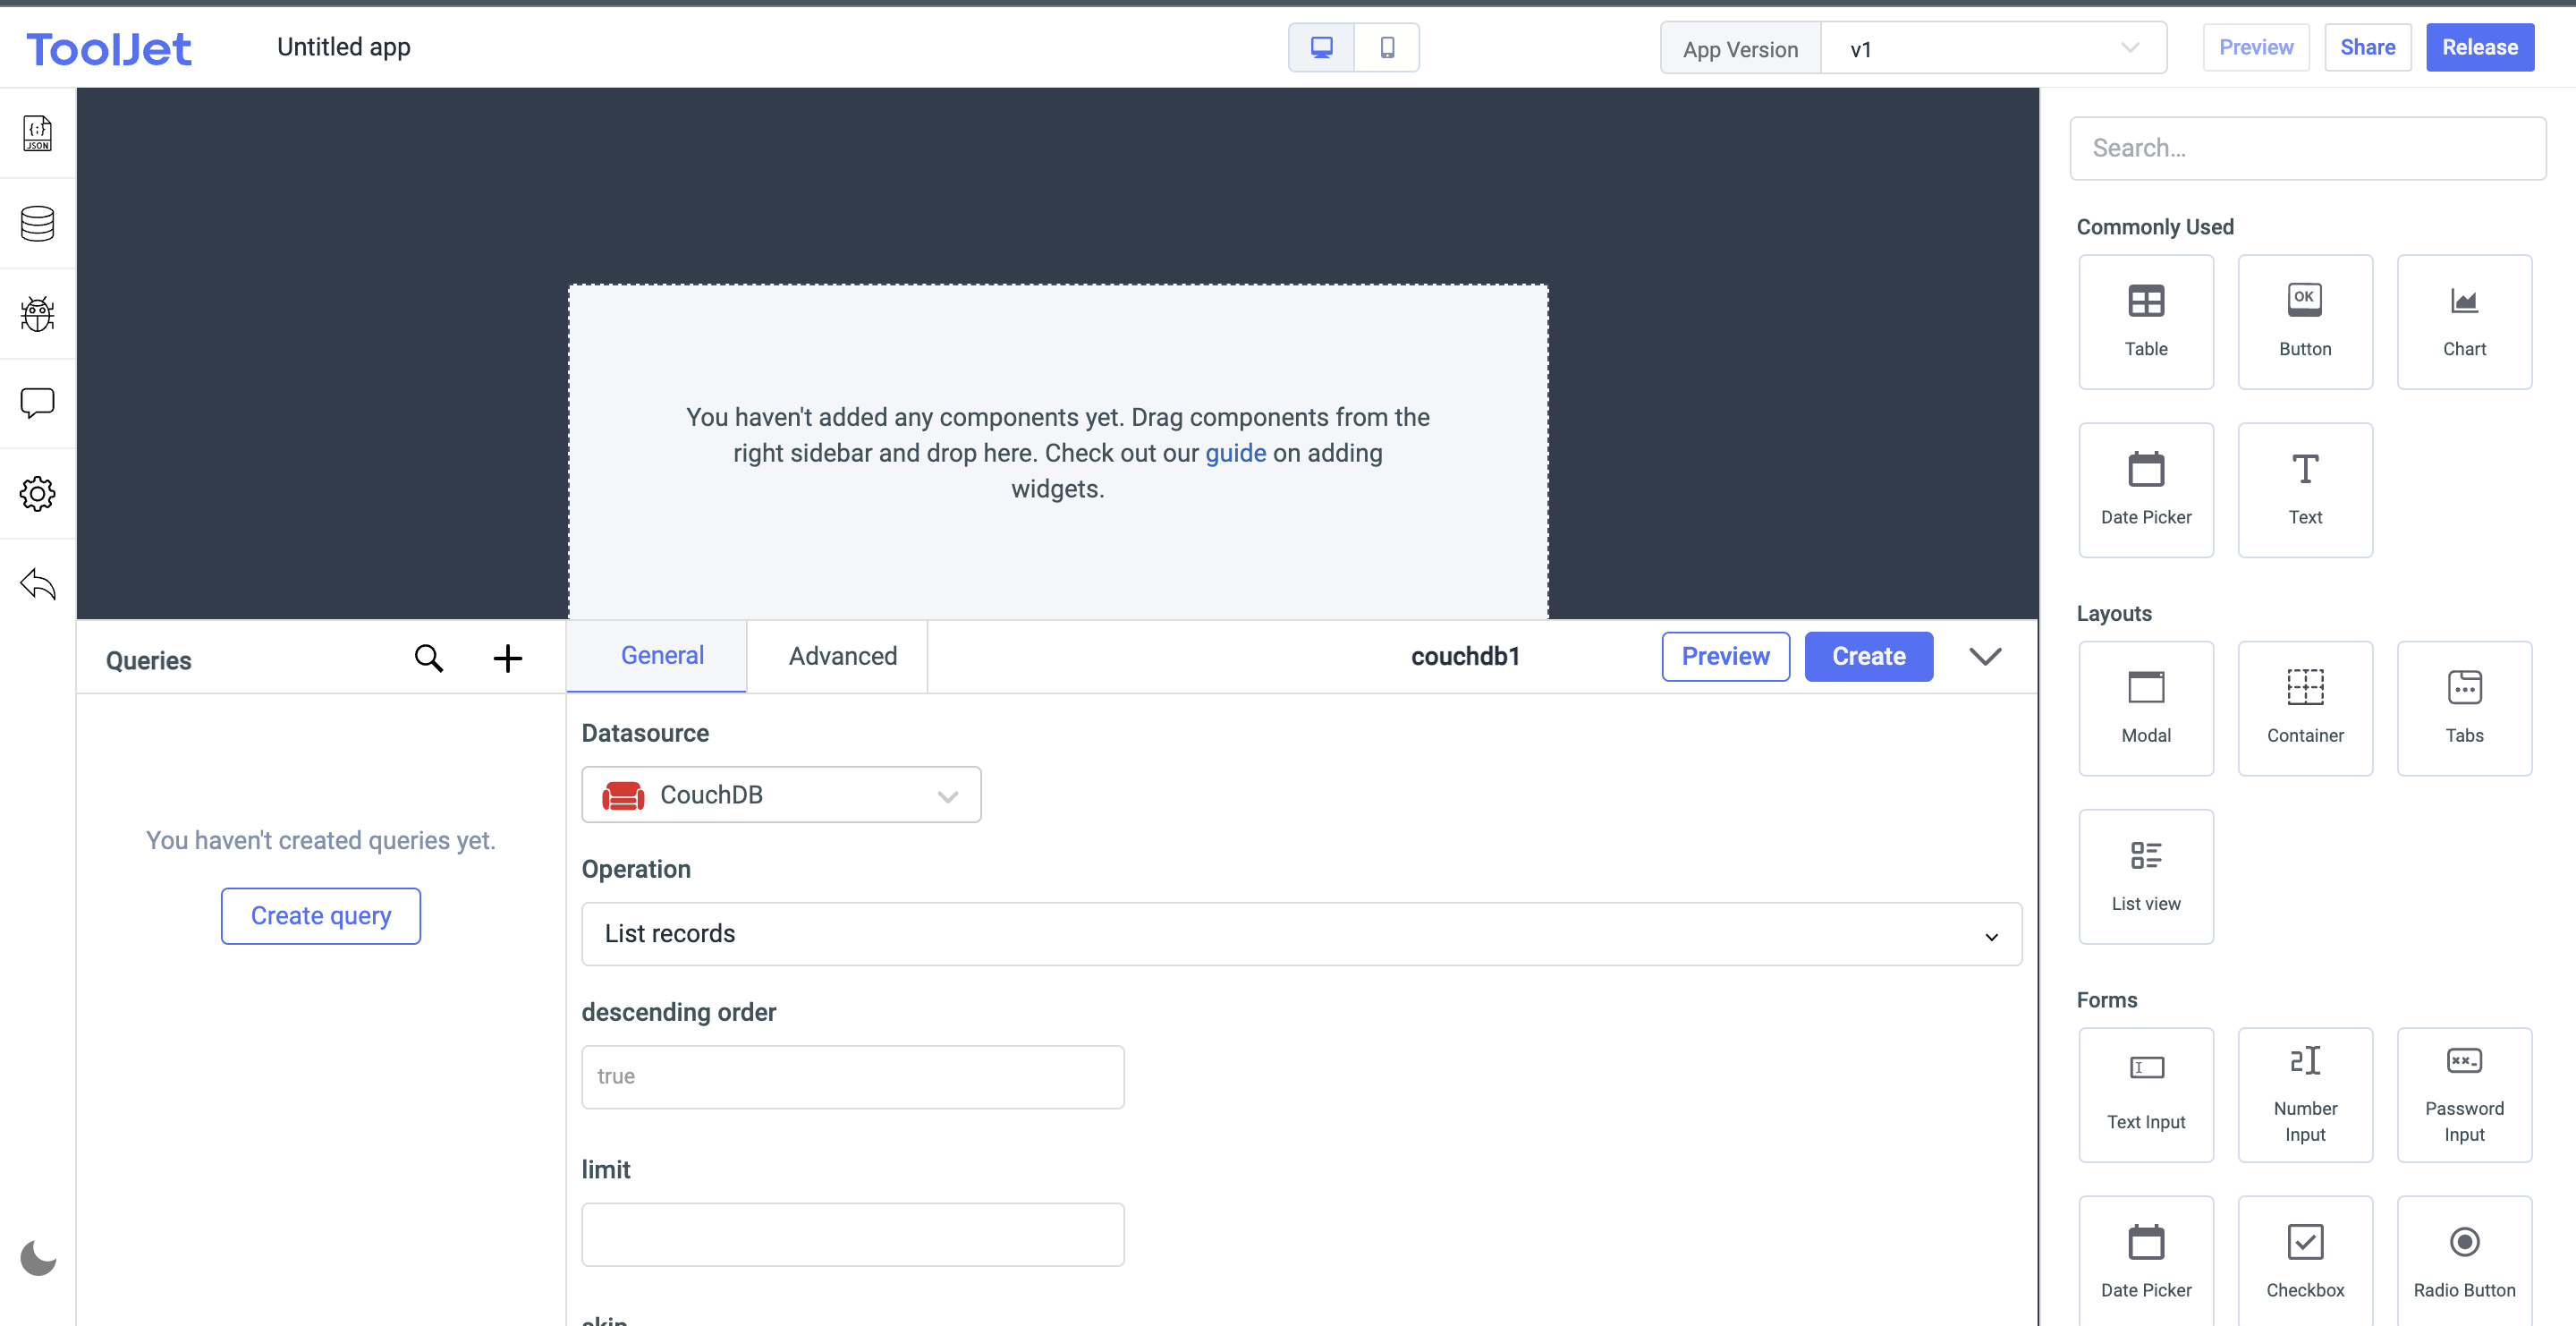 ToolJet
Untitled app
App Version
v1
Preview
Share
Release
{;}
JSON
Search...
Commonly Used
Table
OK
Button
Chart
Date Picker
T
Text
You haven't added any components yet. Drag components from the
right sidebar and drop here. Check out our guide on adding
widgets.
Layouts
Modal
Container
Tabs
List view
Queries
General
Advanced
couchdb1
Preview
Create
You haven't created queries yet.
Create query
Datasource
CouchDB
Operation
List records
descending order
true
limit
skip
Forms
Text Input
Number
Input
Password
Input
Date Picker
Checkbox
Radio Button